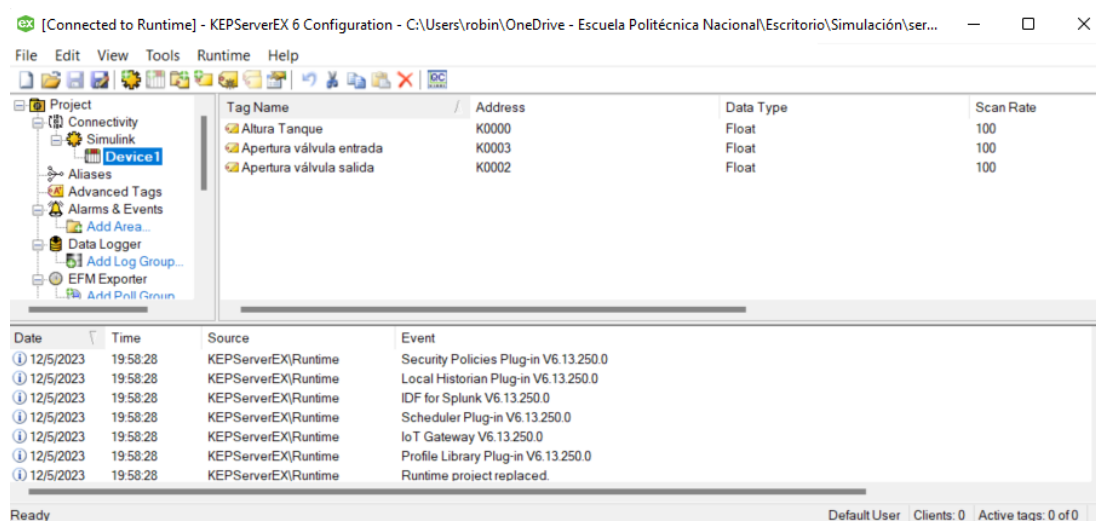 [Connected to Runtime] - KEPServerEX 6 Configuration - C:\Users\robin\OneDrive - Escuela Politécnica Nacional\Escritorio\Simulación\ser...
File Edit View Tools Runtime Help
Project
Connectivity
Simulink
Device1
Aliases
Advanced Tags
Alarms & Events
Add Area...
Data Logger
Add Log Group...
EFM Exporter
Add Poll Group
Tag Name / Address Data Type Scan Rate
Altura Tanque K0000 Float 100
Apertura válvula entrada K0003 Float 100
Apertura válvula salida K0002 Float 100
Date Time Source Event
12/5/2023 19:58:28 KEPServerEX\Runtime Security Policies Plug-in V6.13.250.0
12/5/2023 19:58:28 KEPServerEX\Runtime Local Historian Plug-in V6.13.250.0
12/5/2023 19:58:28 KEPServerEX\Runtime IDF for Splunk V6.13.250.0
12/5/2023 19:58:28 KEPServerEX\Runtime Scheduler Plug-in V6.13.250.0
12/5/2023 19:58:28 KEPServerEX\Runtime IoT Gateway V6.13.250.0
12/5/2023 19:58:28 KEPServerEX\Runtime Profile Library Plug-in V6.13.250.0
12/5/2023 19:58:28 KEPServerEX\Runtime Runtime project replaced.
Ready Default User Clients: 0 Active tags: 0 of 0